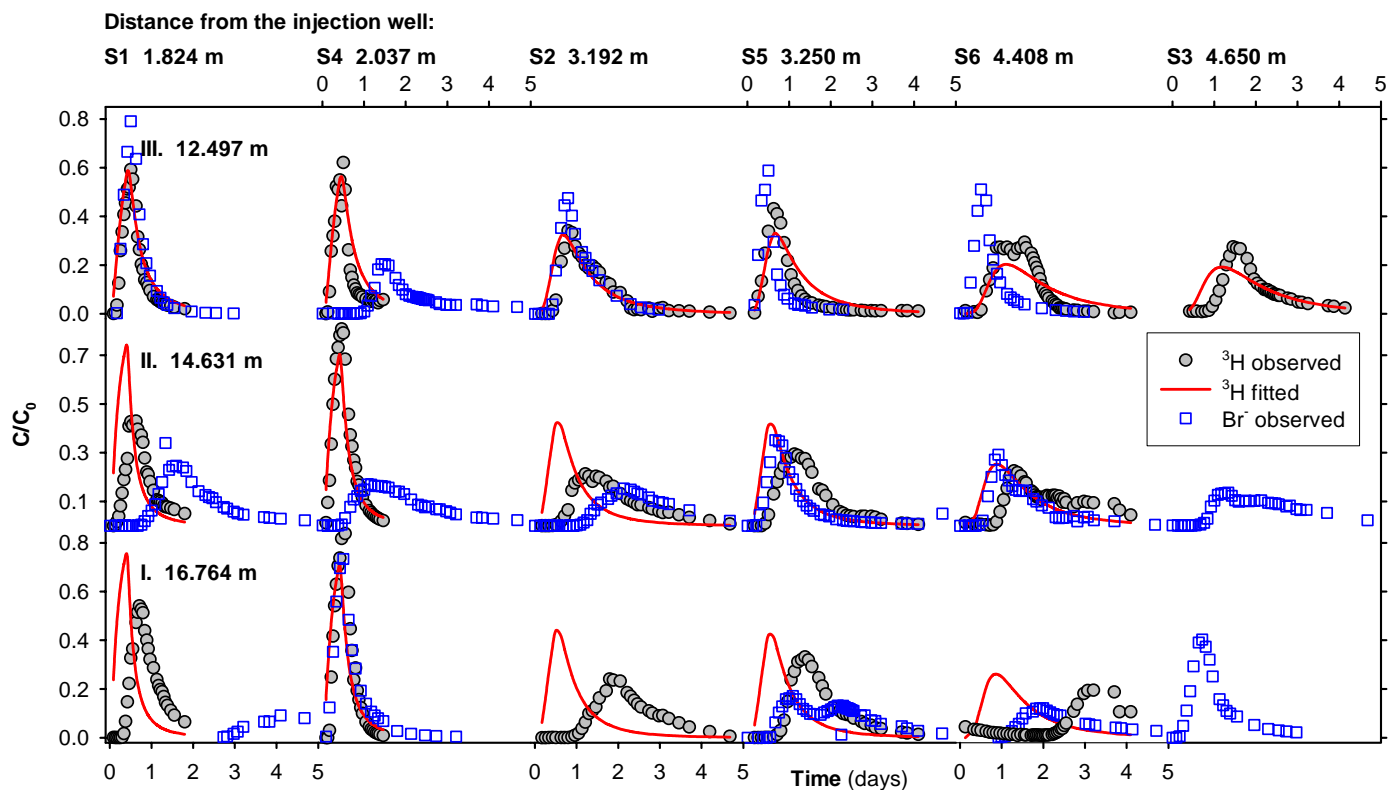 Distance from the injection well:
S1 1.824 m S4 2.037 m S2 3.192 m S5 3.250 m S6 4.408 m S3 4.650 m
0 1 2 3 4 5 0 1 2 3 4 5 0 1 2 3 4 5
0.8
0.6
0.4
0.2
0.0
III. 12.497 m
0.7
0.5
0.3
0.1
II. 14.631 m
0.8
0.6
0.4
0.2
0.0
I. 16.764 m
C/C₀
³H observed
³H fitted
Br⁻ observed
0 1 2 3 4 5 0 1 2 3 4 5 0 1 2 3 4 5
Time (days)